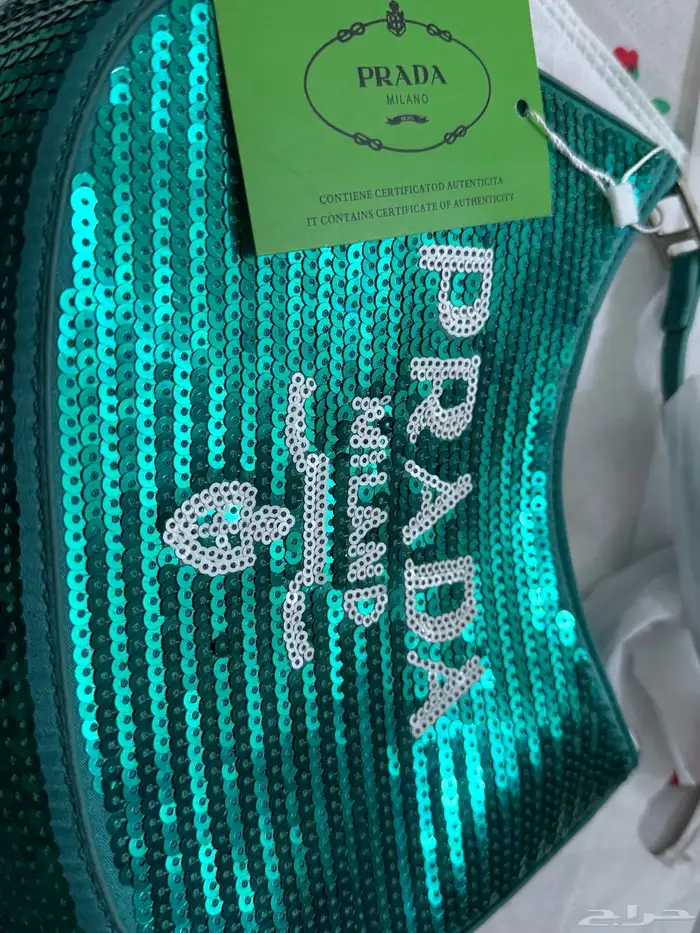 PRADA
MILANO
CONTIENE CERTIFICATOD AUTENTICITA
IT CONTAINS CERTIFICATE OF AUTHENTICITY
PRADA
MILANO
حراج